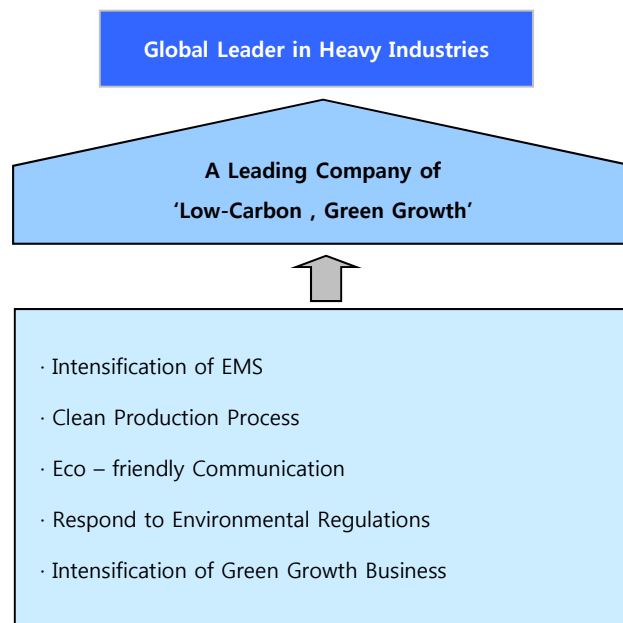 Global Leader in Heavy Industries
A Leading Company of
‘Low-Carbon , Green Growth’
· Intensification of EMS
· Clean Production Process
· Eco – friendly Communication
· Respond to Environmental Regulations
· Intensification of Green Growth Business